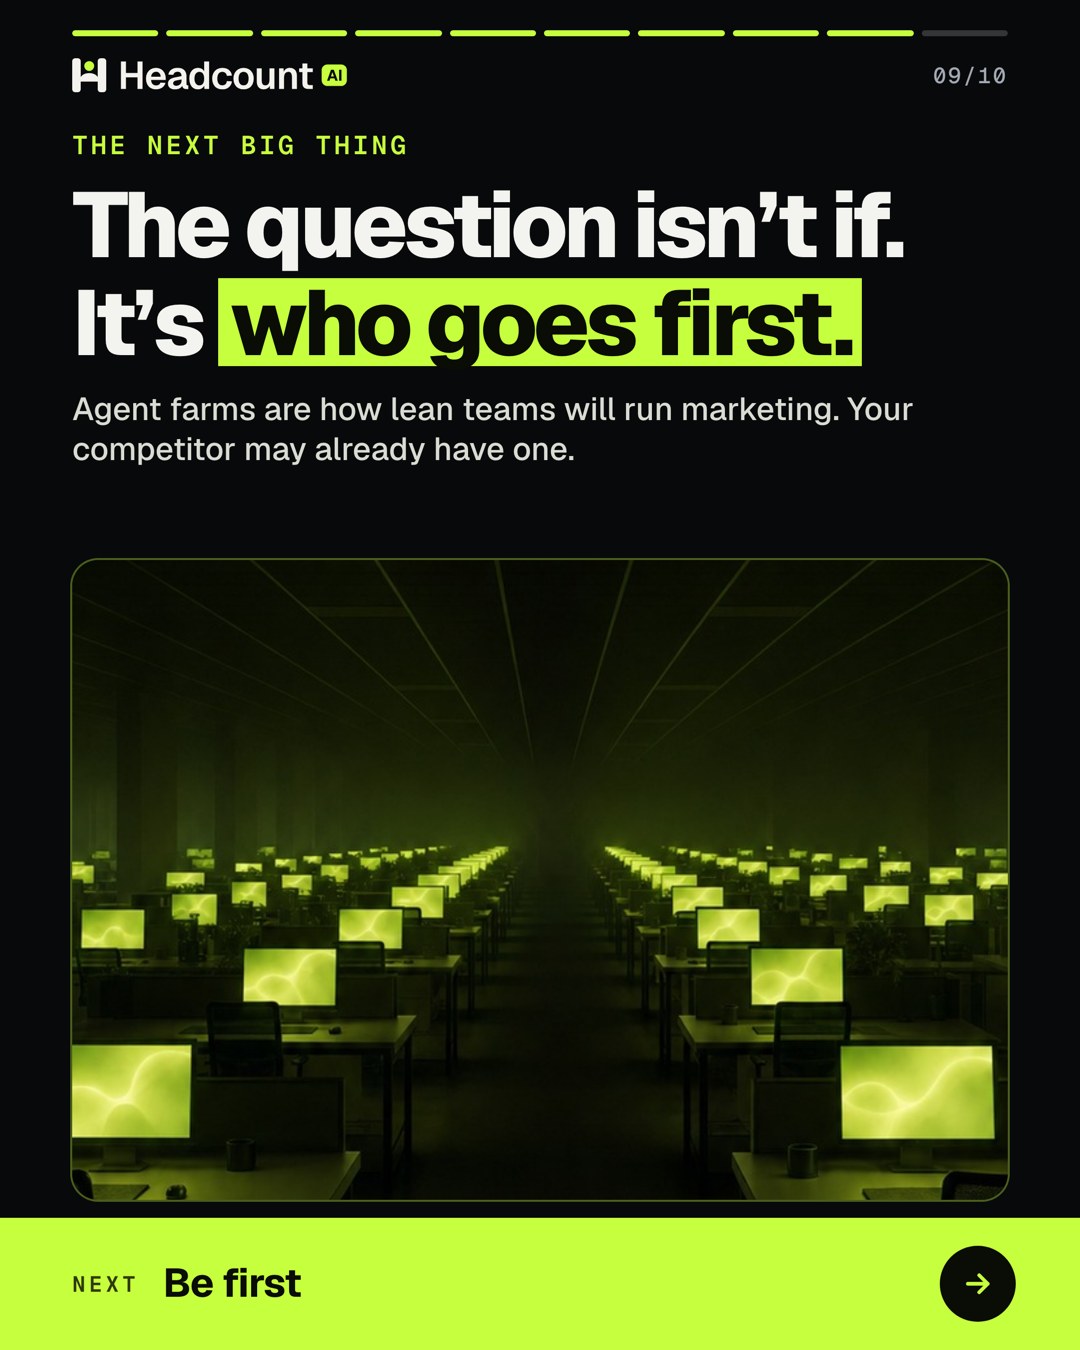 Headcount AI
09/10
THE NEXT BIG THING
The question isn’t if.
It’s who goes first.
Agent farms are how lean teams will run marketing. Your
competitor may already have one.
NEXT Be first